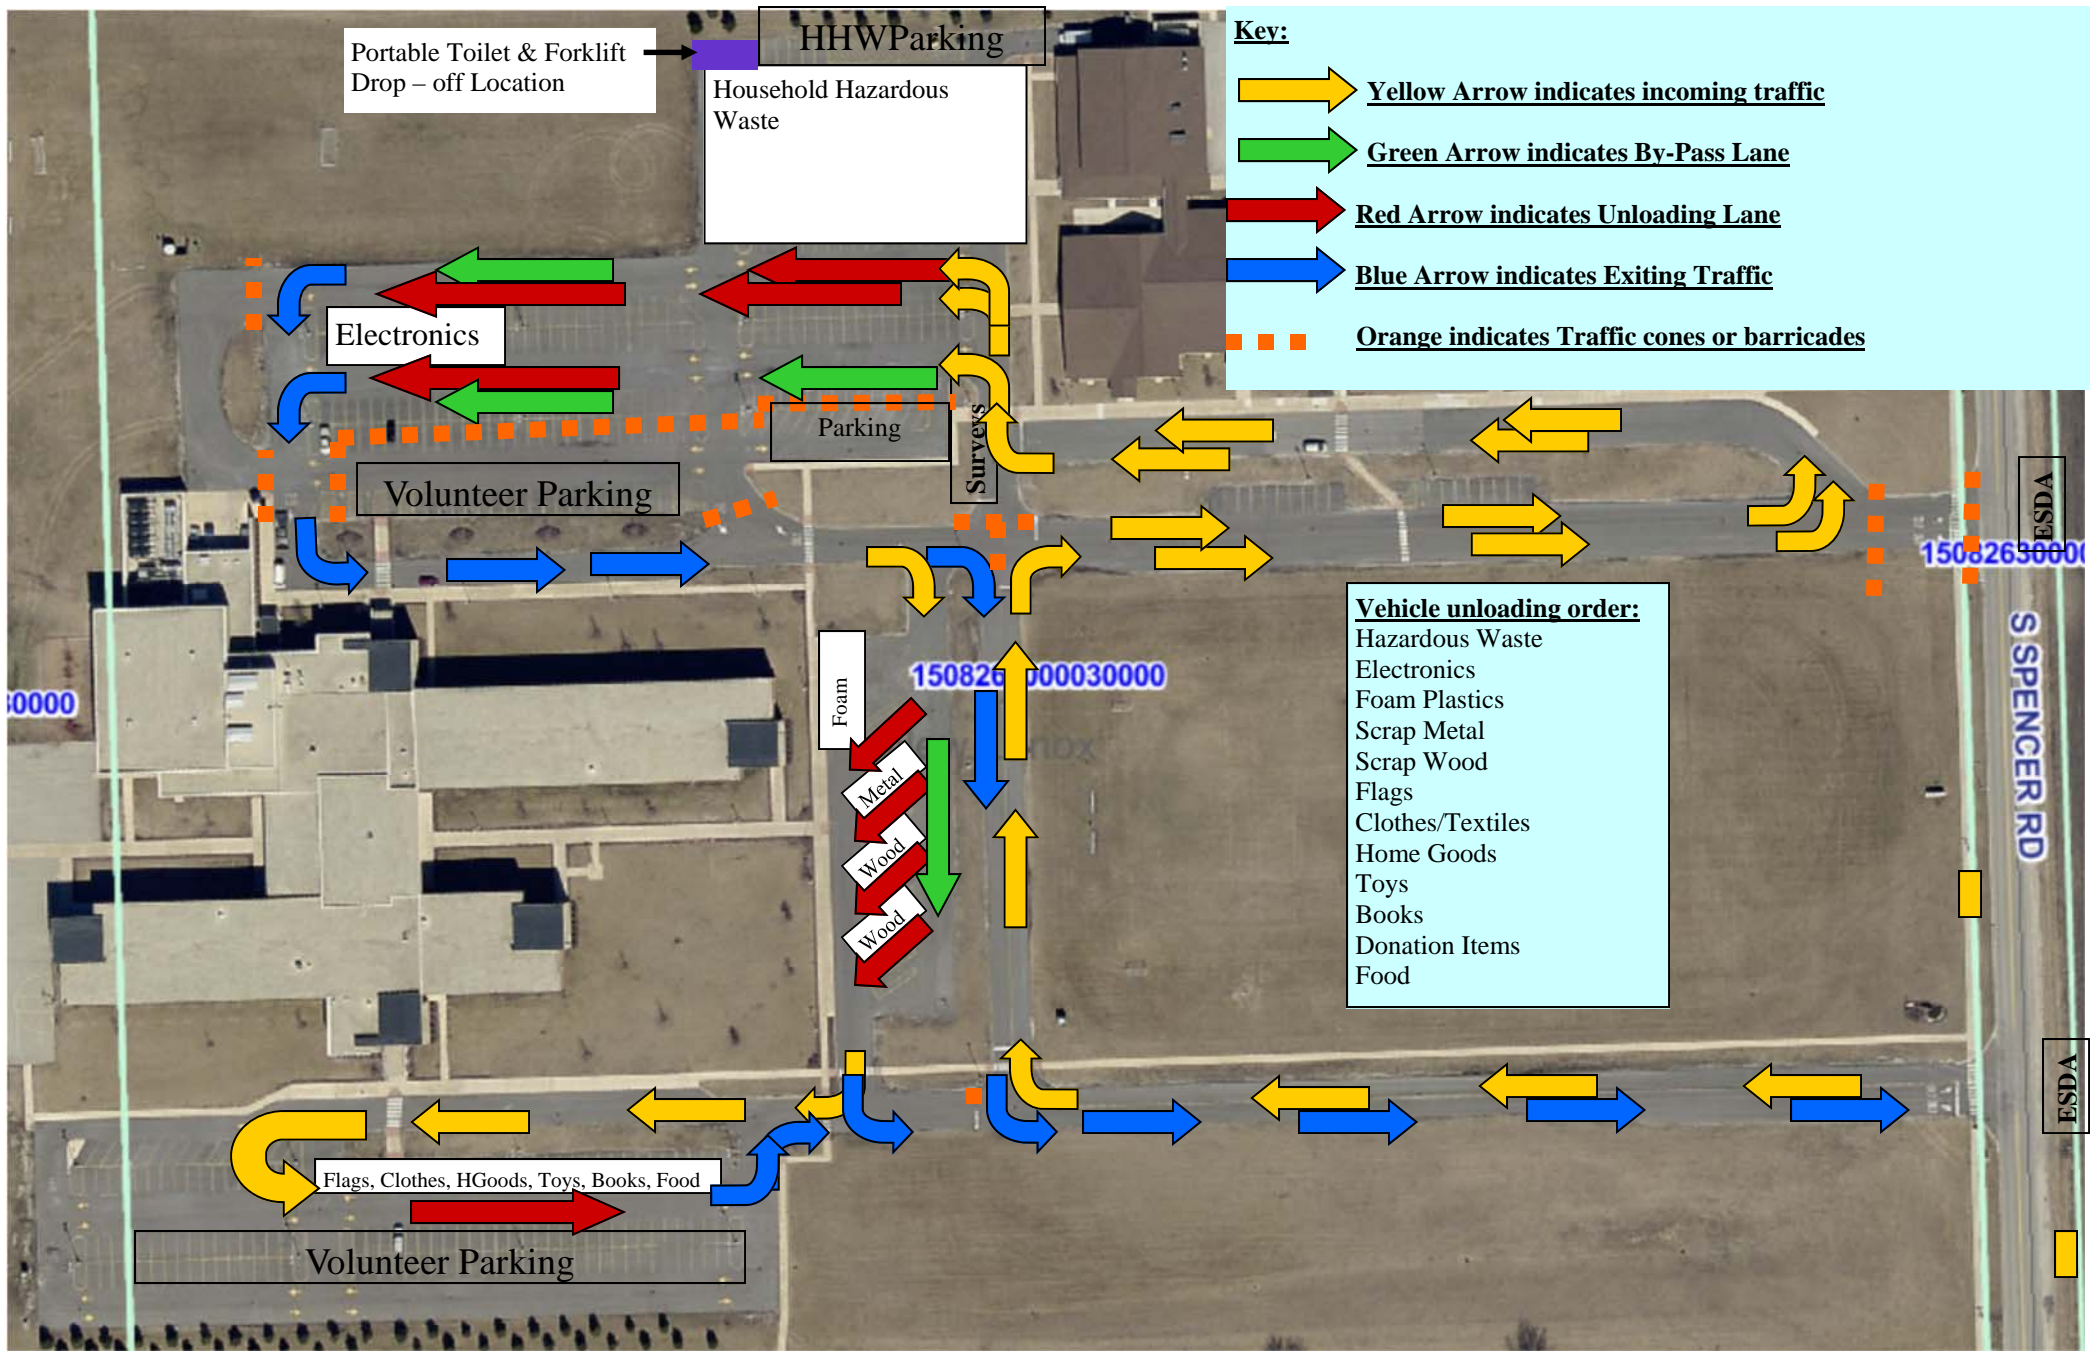 Portable Toilet & Forklift
Drop – off Location
HHWParking
Household Hazardous
Waste
Key:
Yellow Arrow indicates incoming traffic
Green Arrow indicates By-Pass Lane
Red Arrow indicates Unloading Lane
Blue Arrow indicates Exiting Traffic
Orange indicates Traffic cones or barricades
Electronics
Parking
Surveys
Volunteer Parking
ESDA
15082630000
S SPENCER RD
Vehicle unloading order:
Hazardous Waste
Electronics
Foam Plastics
Scrap Metal
Scrap Wood
Flags
Clothes/Textiles
Home Goods
Toys
Books
Donation Items
Food
150826 000030000
0000
Foam
Metal
Wood
Wood
ESDA
Flags, Clothes, HGoods, Toys, Books, Food
Volunteer Parking